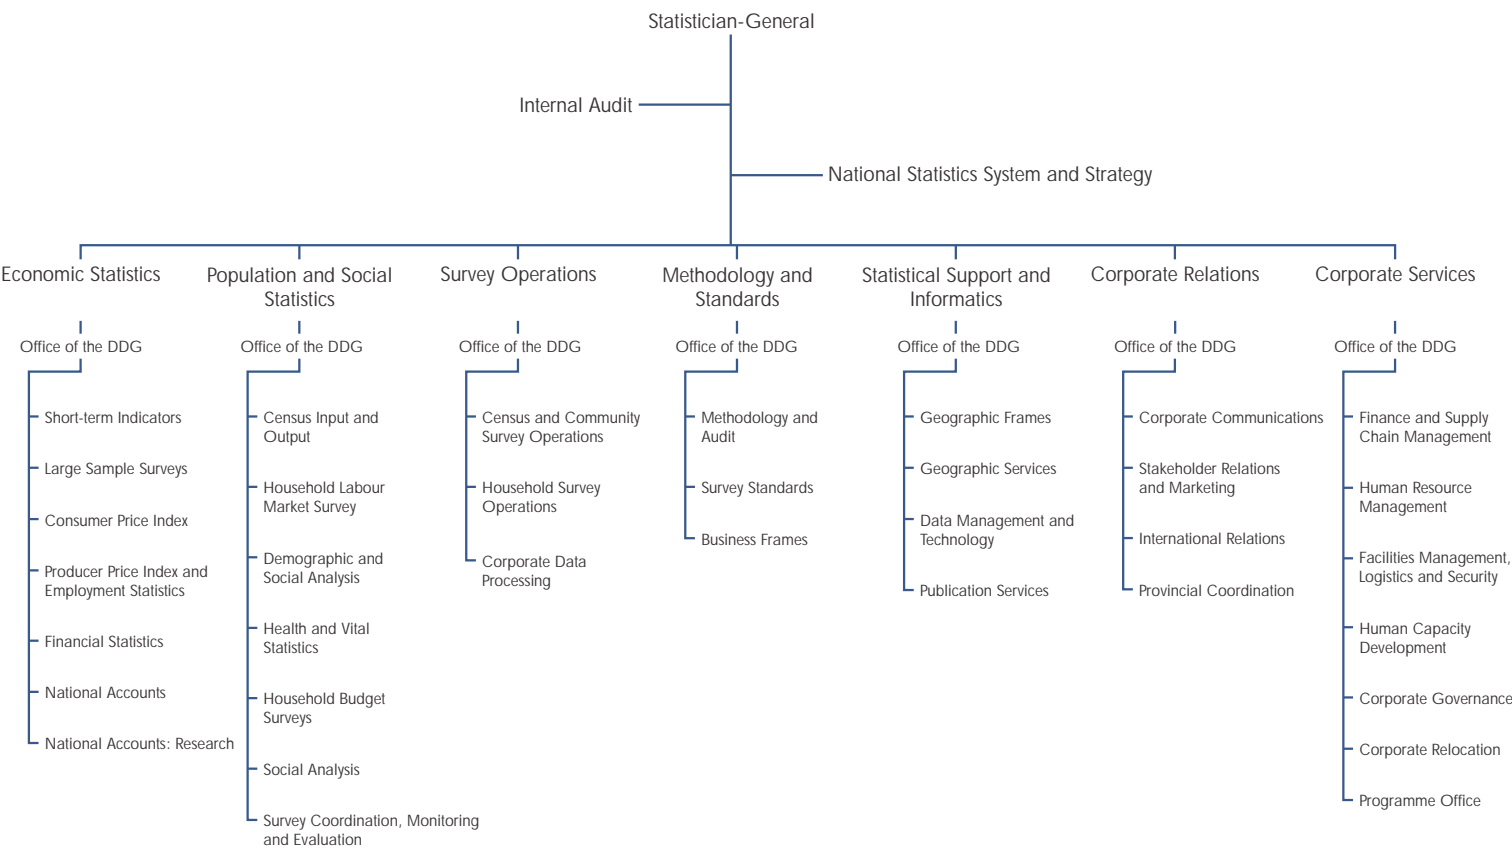 Statistician-General
Internal Audit
National Statistics System and Strategy
Economic Statistics
Office of the DDG
Short-term Indicators
Large Sample Surveys
Consumer Price Index
Producer Price Index and
Employment Statistics
Financial Statistics
National Accounts
National Accounts: Research
Population and Social
Statistics
Office of the DDG
Census Input and
Output
Household Labour
Market Survey
Demographic and
Social Analysis
Health and Vital
Statistics
Household Budget
Surveys
Social Analysis
Survey Coordination, Monitoring
and Evaluation
Survey Operations
Office of the DDG
Census and Community
Survey Operations
Household Survey
Operations
Corporate Data
Processing
Methodology and
Standards
Office of the DDG
Methodology and
Audit
Survey Standards
Business Frames
Statistical Support and
Informatics
Office of the DDG
Geographic Frames
Geographic Services
Data Management and
Technology
Publication Services
Corporate Relations
Office of the DDG
Corporate Communications
Stakeholder Relations
and Marketing
International Relations
Provincial Coordination
Corporate Services
Office of the DDG
Finance and Supply
Chain Management
Human Resource
Management
Facilities Management,
Logistics and Security
Human Capacity
Development
Corporate Governance
Corporate Relocation
Programme Office